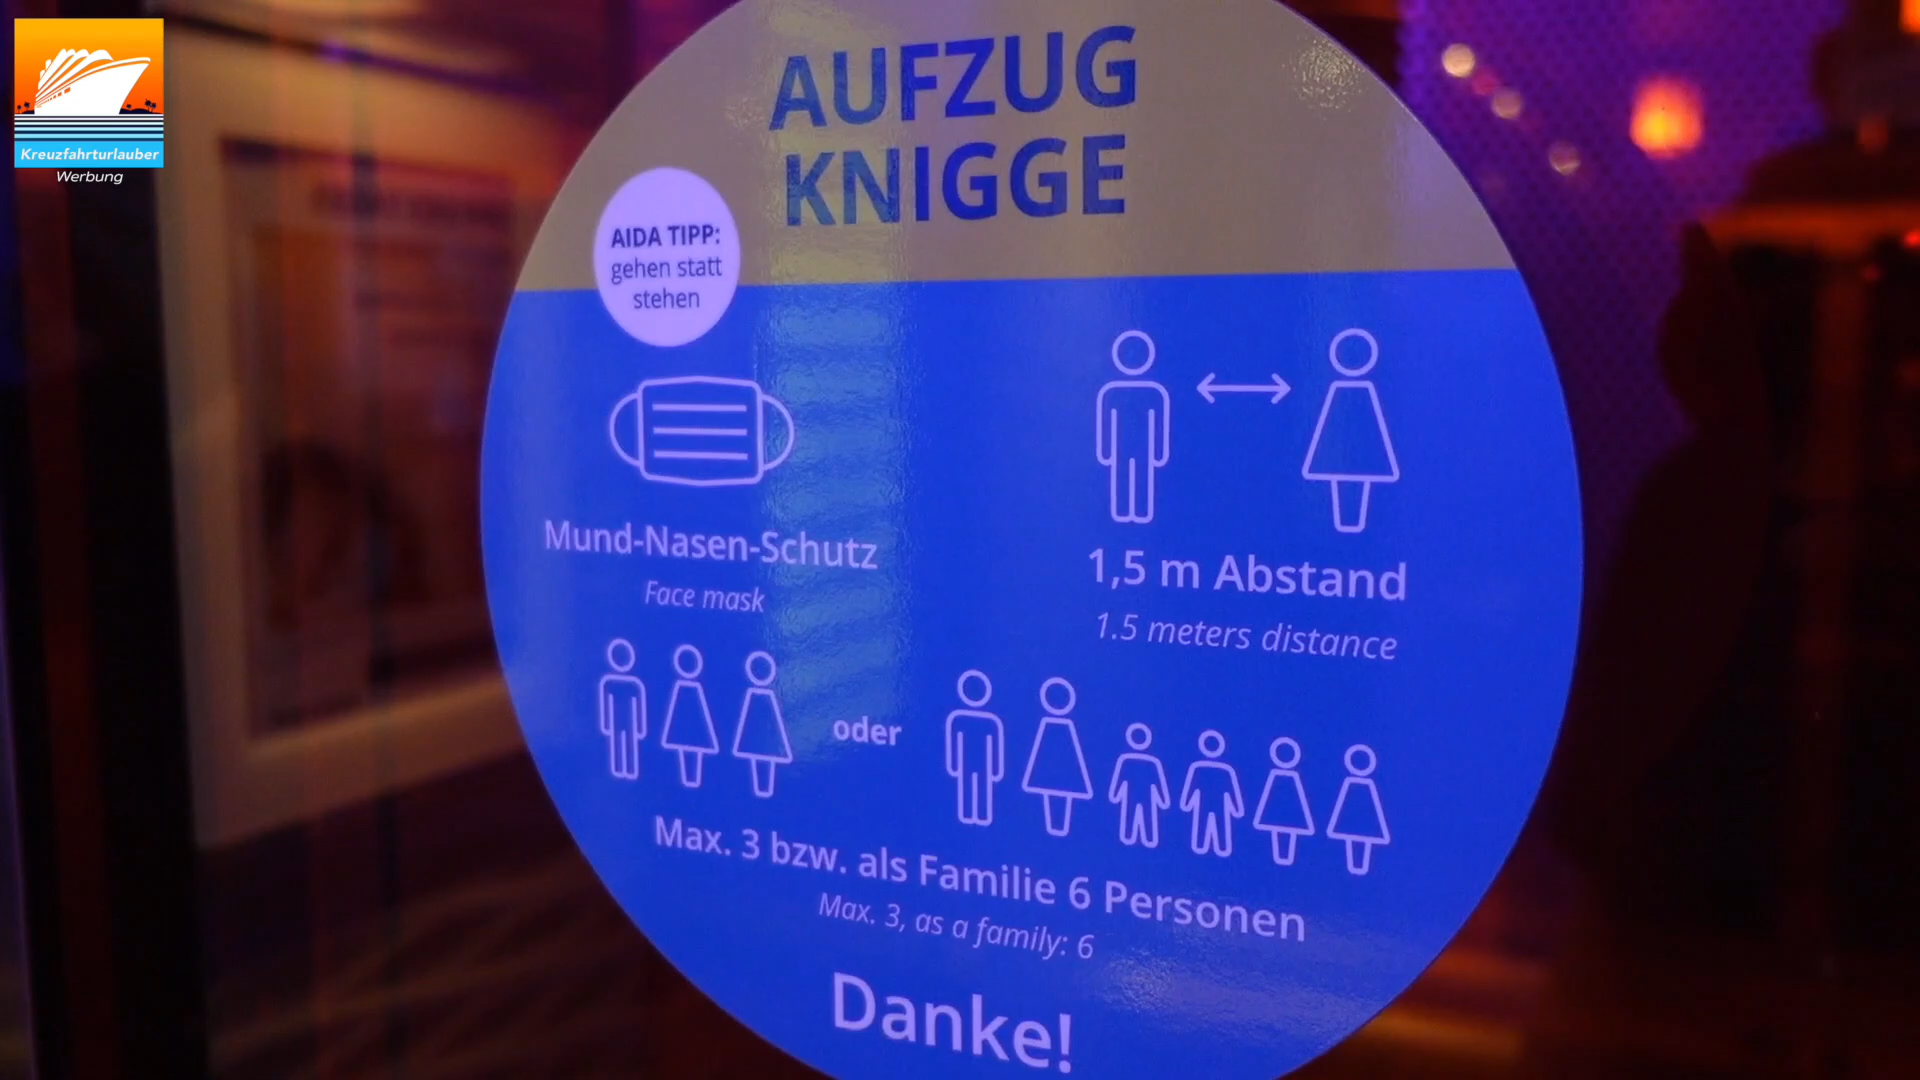 Kreuzfahrturlauber
Werbung
AUFZUG
KNIGGE
AIDA TIPP:
gehen statt
stehen
Mund-Nasen-Schutz
Face mask
1,5 m Abstand
1.5 meters distance
oder
Max. 3 bzw. als Familie 6 Personen
Max. 3, as a family: 6
Danke!